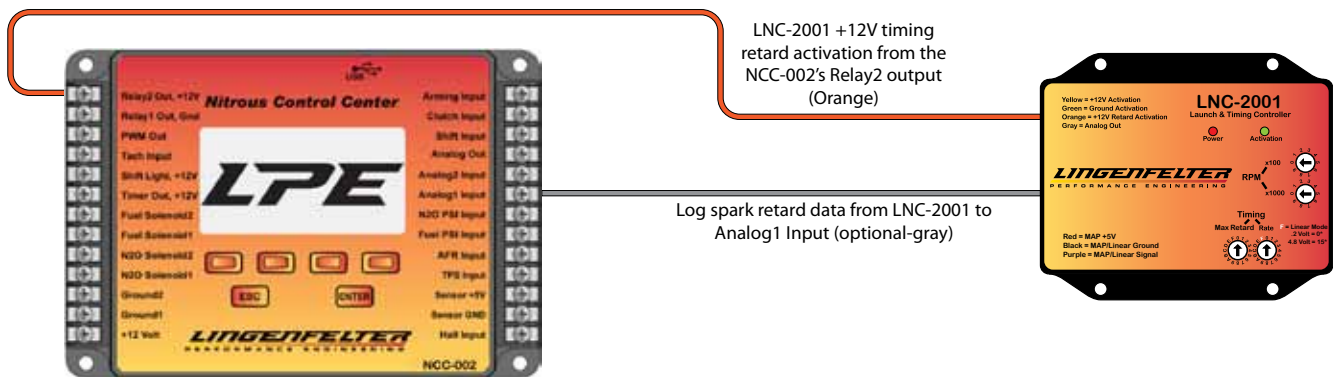 LNC-2001 +12V timing
retard activation from the
NCC-002's Relay2 output
(Orange)
USB
Nitrous Control Center
Relay2 Out, +12V
Relay1 Out, Gnd
PWM Out
Tach Input
Shift Light, +12V
Timer Out, +12V
Fuel Solenoid2
Fuel Solenoid1
N2O Solenoid2
N2O Solenoid1
Ground2
Ground1
+12 Volt
LPE
ESC
ENTER
Arming Input
Clutch Input
Shift Input
Analog Out
Analog2 Input
Analog1 Input
N2O PSI Input
Fuel PSI Input
AFR Input
TPS Input
Sensor +5V
Sensor GND
Hall Input
LINGENFELTER
PERFORMANCE ENGINEERING
NCC-002
Log spark retard data from LNC-2001 to
Analog1 Input (optional-gray)
Yellow = +12V Activation
Green = Ground Activation
Orange = +12V Retard Activation
Gray = Analog Out
LNC-2001
Launch & Timing Controller
Power
Activation
LINGENFELTER
PERFORMANCE ENGINEERING
x100
RPM
x1000
Timing
Max Retard
Rate
F = Linear Mode
.2 Volt = 0°
4.8 Volt = 15°
Red = MAP +5V
Black = MAP/Linear Ground
Purple = MAP/Linear Signal